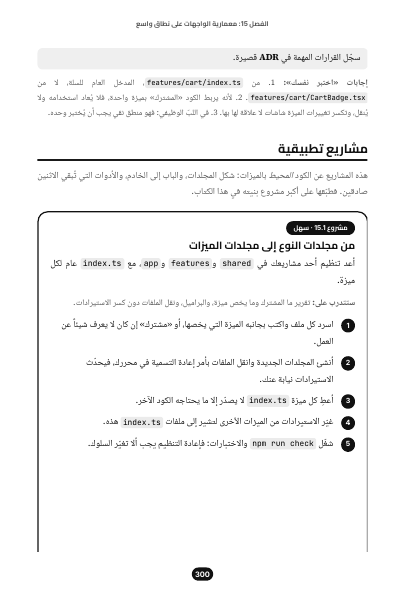 الفصل 15: معمارية الواجهات على نطاق واسع
سجّل القرارات المهمة في ADR قصيرة.
إجابات «اختبر نفسك»: 1. من features/cart/index.ts، المدخل العام للسلة، لا من
features/cart/CartBadge.tsx. 2. لأنه يربط الكود «المشترك» بميزة واحدة، فلا يُعاد استخدامه ولا
يُنقل، وتكسر تغييرات الميزة شاشات لا علاقة لها بها. 3. في اللبّ الوظيفي: فهو منطق نقي يجب أن يُختبر وحده.
مشاريع تطبيقية
هذه المشاريع عن الكود المحيط بالميزات: شكل المجلدات، والباب إلى الخادم، والأدوات التي تُبقي الاثنين
صادقين. فطبّقها على أكبر مشروع بنيته في هذا الكتاب.
مشروع 15.1 · سهل
من مجلدات النوع إلى مجلدات الميزات
أعد تنظيم أحد مشاريعك في shared و features و app، مع index.ts عام لكل
ميزة.
ستتدرب على: تقرير ما المشترك وما يخص ميزة، والبراميل، ونقل الملفات دون كسر الاستيرادات.
1 اسرد كل ملف واكتب بجانبه الميزة التي يخصها، أو «مشترك» إن كان لا يعرف شيئاً عن
العمل.
2 أنشئ المجلدات الجديدة وانقل الملفات بأمر إعادة التسمية في محررك، فيحدّث
الاستيرادات نيابة عنك.
3 أعطِ كل ميزة index.ts لا يصدّر إلا ما يحتاجه الكود الآخر.
4 غيّر الاستيرادات من الميزات الأخرى لتشير إلى ملفات index.ts هذه.
5 شغّل npm run check والاختبارات: فإعادة التنظيم يجب ألا تغيّر السلوك.
300